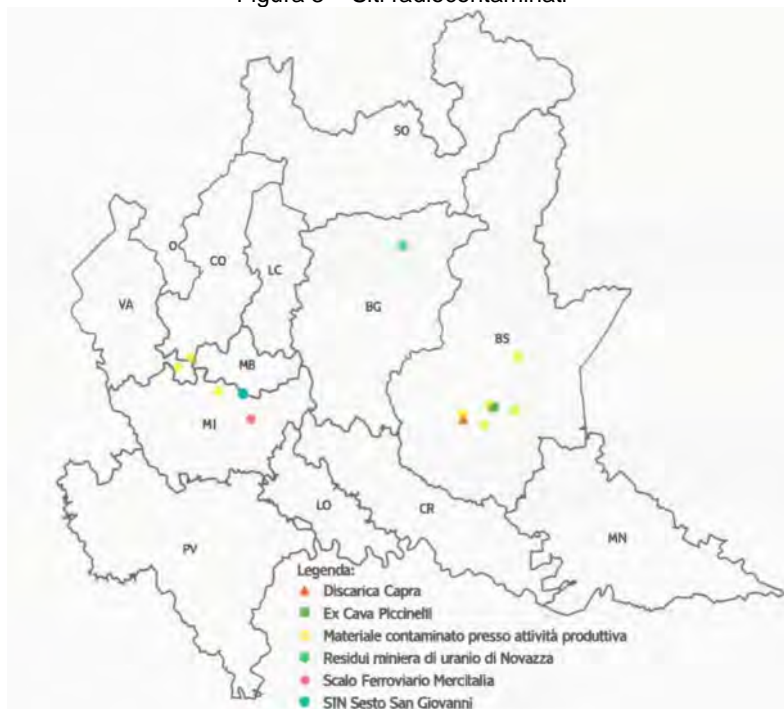 SO
O
CO
LC
VA
BG
BS
MB
MI
LO
CR
MN
PV
Legenda:
Discarica Capra
Ex Cava Piccinelli
Materiale contaminato presso attività produttiva
Residui miniera di uranio di Novazza
Scalo Ferroviario Mercitalia
SIN Sesto San Giovanni